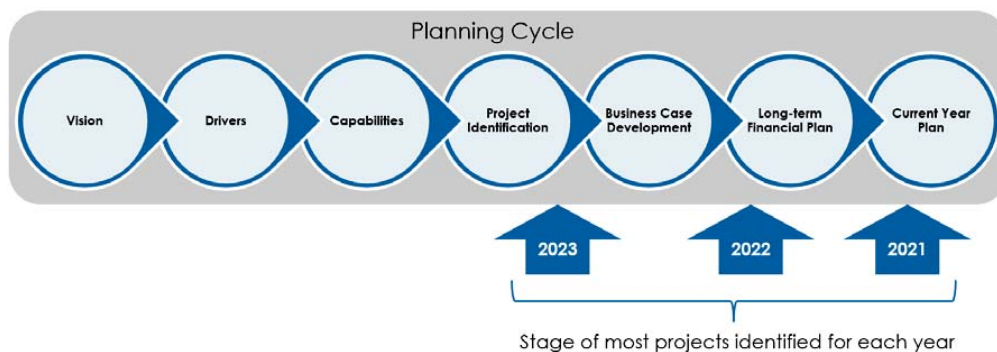 Planning Cycle
Vision
Drivers
Capabilities
Project
Identification
Business Case
Development
Long-term
Financial Plan
Current Year
Plan
2023
2022
2021
Stage of most projects identified for each year